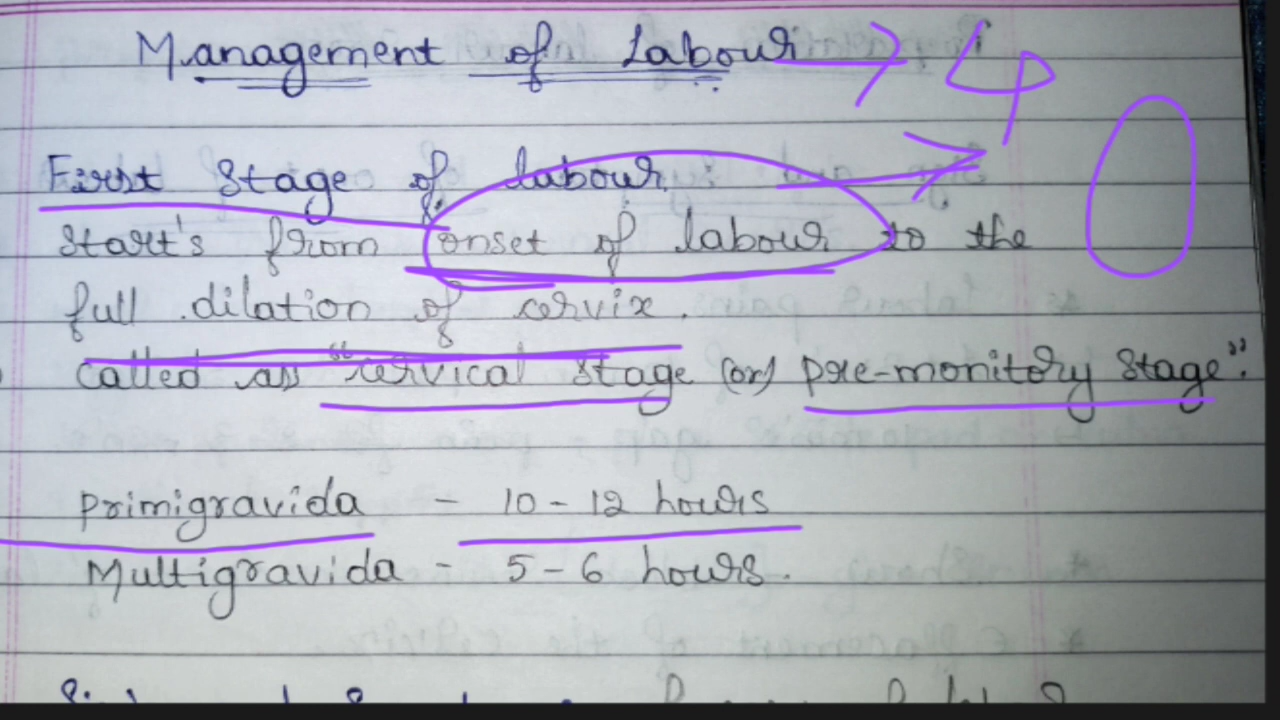 Management of Labour → 4
First Stage of labour.
Start's from onset of labour to the
full dilation of cervix.
called as "cervical stage (or) pre-monitory stage".
Primigravida - 10 - 12 hours
Multigravida - 5 - 6 hours.